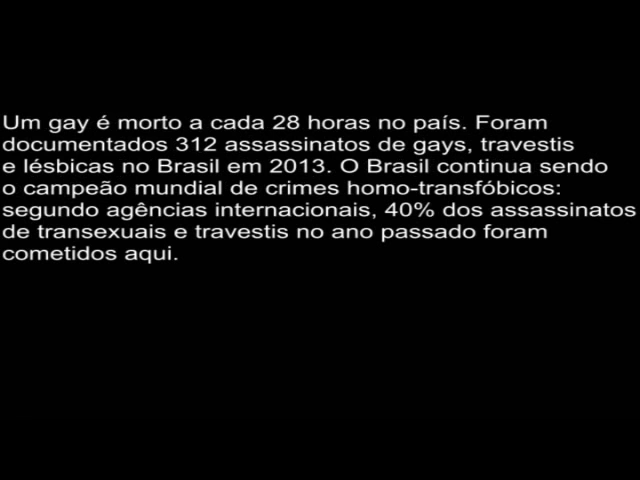 Um gay é morto a cada 28 horas no país. Foram
documentados 312 assassinatos de gays, travestis
e lésbicas no Brasil em 2013. O Brasil continua sendo
o campeão mundial de crimes homo-transfóbicos:
segundo agências internacionais, 40% dos assassinatos
de transexuais e travestis no ano passado foram
cometidos aqui.